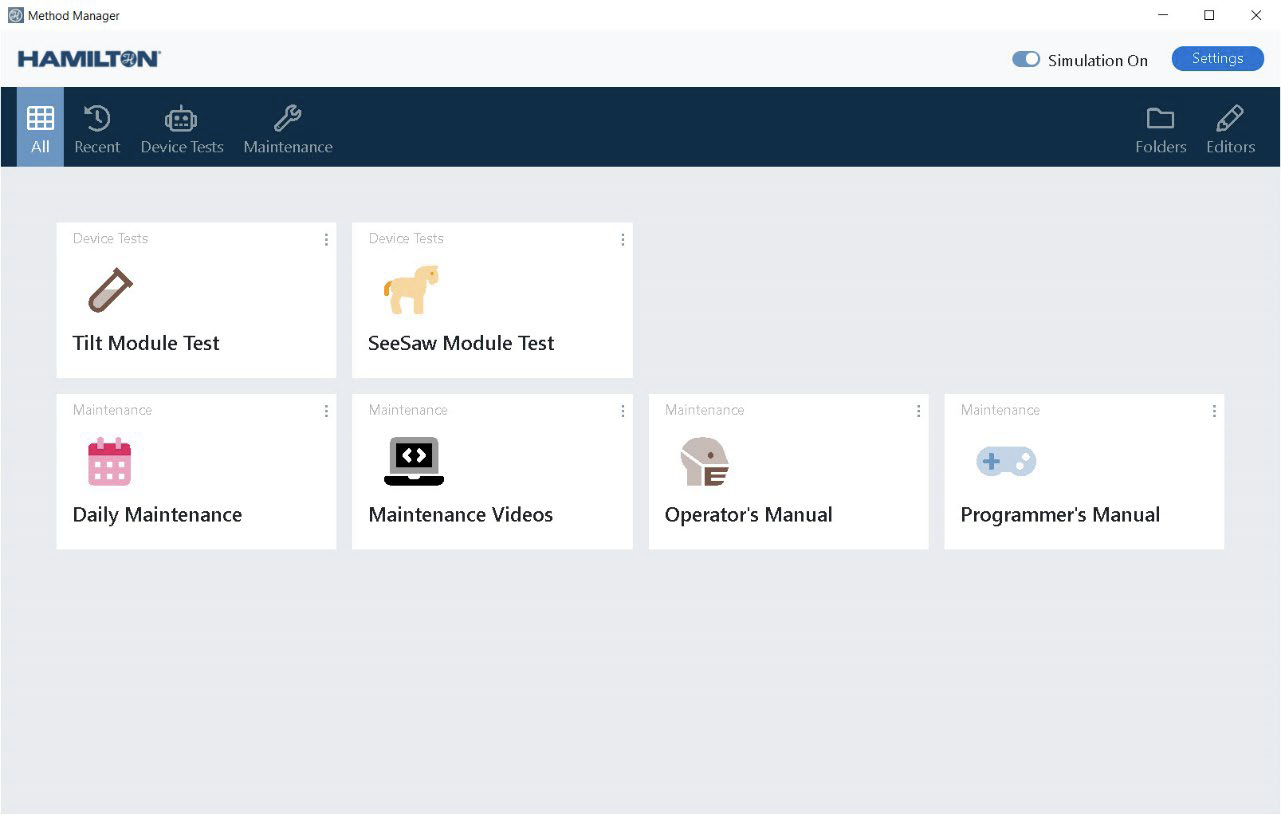 Method Manager
HAMILTON
Simulation On
Settings
All
Recent
Device Tests
Maintenance
Folders
Editors
Device Tests
Tilt Module Test
Device Tests
SeeSaw Module Test
Maintenance
Daily Maintenance
Maintenance
Maintenance Videos
Maintenance
Operator's Manual
Maintenance
Programmer's Manual